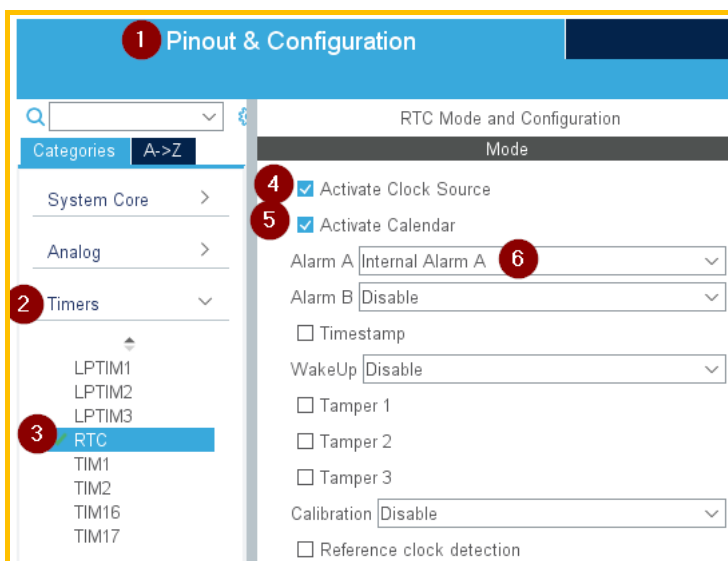 1 Pinout & Configuration
RTC Mode and Configuration
Categories A->Z
Mode
System Core
Analog
2 Timers
LPTIM1
LPTIM2
LPTIM3
3 RTC
TIM1
TIM2
TIM16
TIM17
4 Activate Clock Source
5 Activate Calendar
Alarm A Internal Alarm A 6
Alarm B Disable
Timestamp
WakeUp Disable
Tamper 1
Tamper 2
Tamper 3
Calibration Disable
Reference clock detection